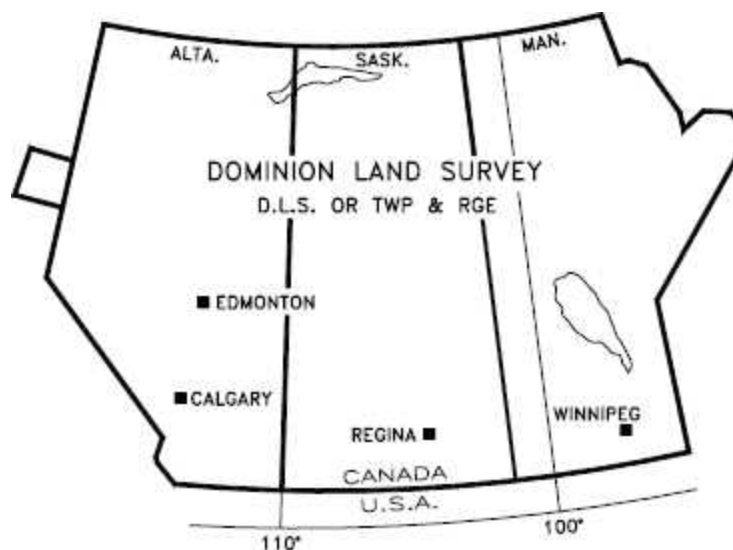 ALTA.
SASK.
MAN.
DOMINION LAND SURVEY
D.L.S. OR TWP & RGE
EDMONTON
CALGARY
WINNIPEG
REGINA
CANADA
U.S.A.
110°
100°